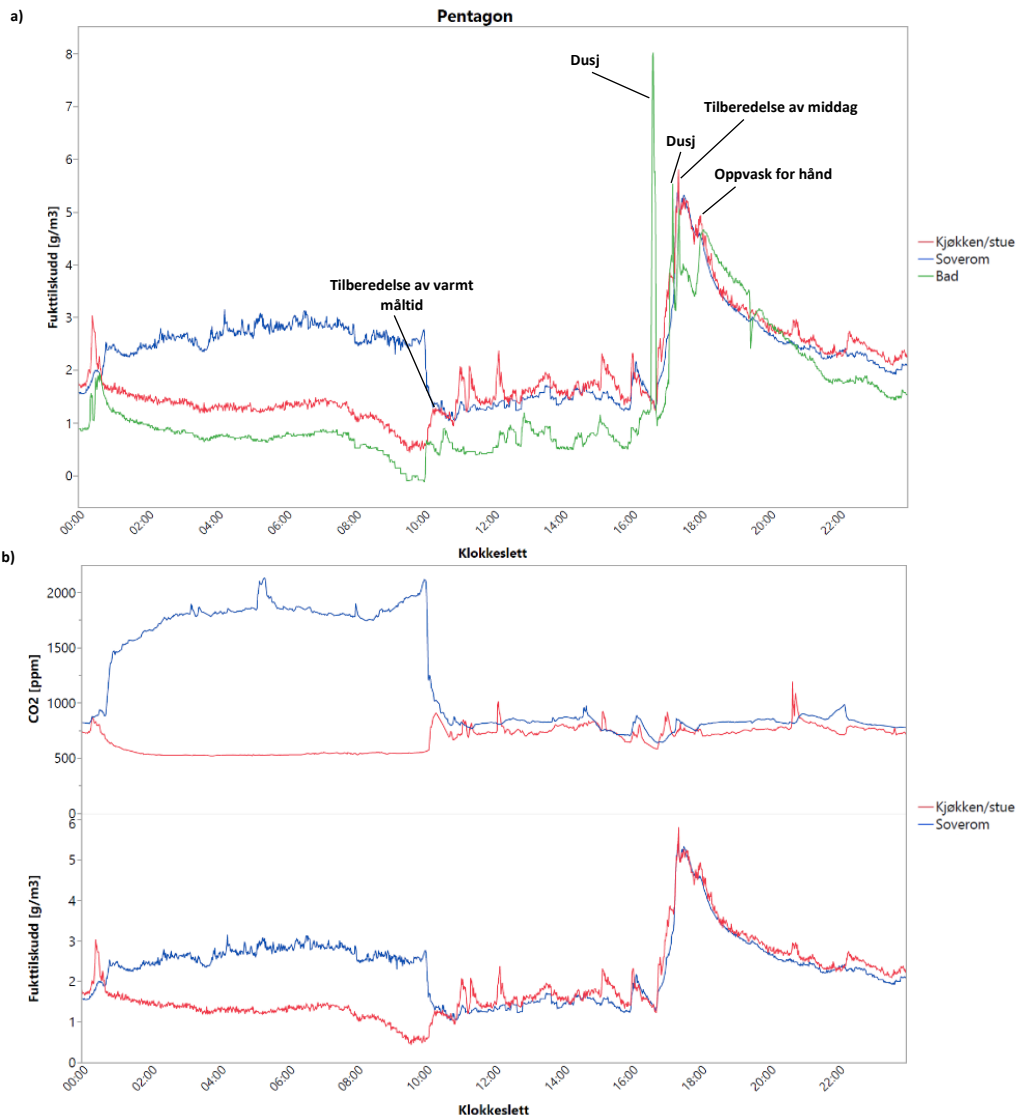 a)
Pentagon
8
7
6
5
4
3
2
1
0
Fukttilskudd [g/m3]
Dusj
Tilberedelse av middag
Dusj
Oppvask for hånd
Tilberedelse av varmt
måltid
Kjøkken/stue
Soverom
Bad
00:00
02:00
04:00
06:00
08:00
10:00
12:00
14:00
16:00
18:00
20:00
22:00
Klokkeslett
b)
2000
1500
1000
500
0
CO2 [ppm]
Kjøkken/stue
Soverom
6
5
4
3
2
1
0
Fukttilskudd [g/m3]
00:00
02:00
04:00
06:00
08:00
10:00
12:00
14:00
16:00
18:00
20:00
22:00
Klokkeslett